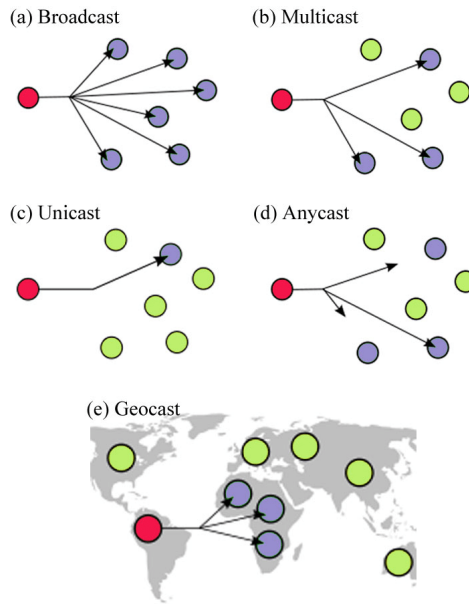 (a) Broadcast
(b) Multicast
(c) Unicast
(d) Anycast
(e) Geocast